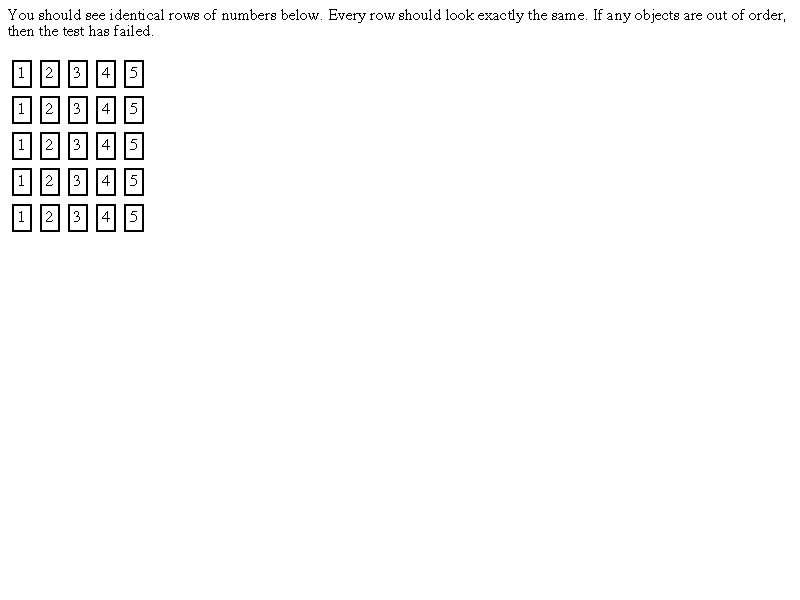 You should see identical rows of numbers below. Every row should look exactly the same. If any objects are out of order,
then the test has failed.
1 2 3 4 5
1 2 3 4 5
1 2 3 4 5
1 2 3 4 5
1 2 3 4 5